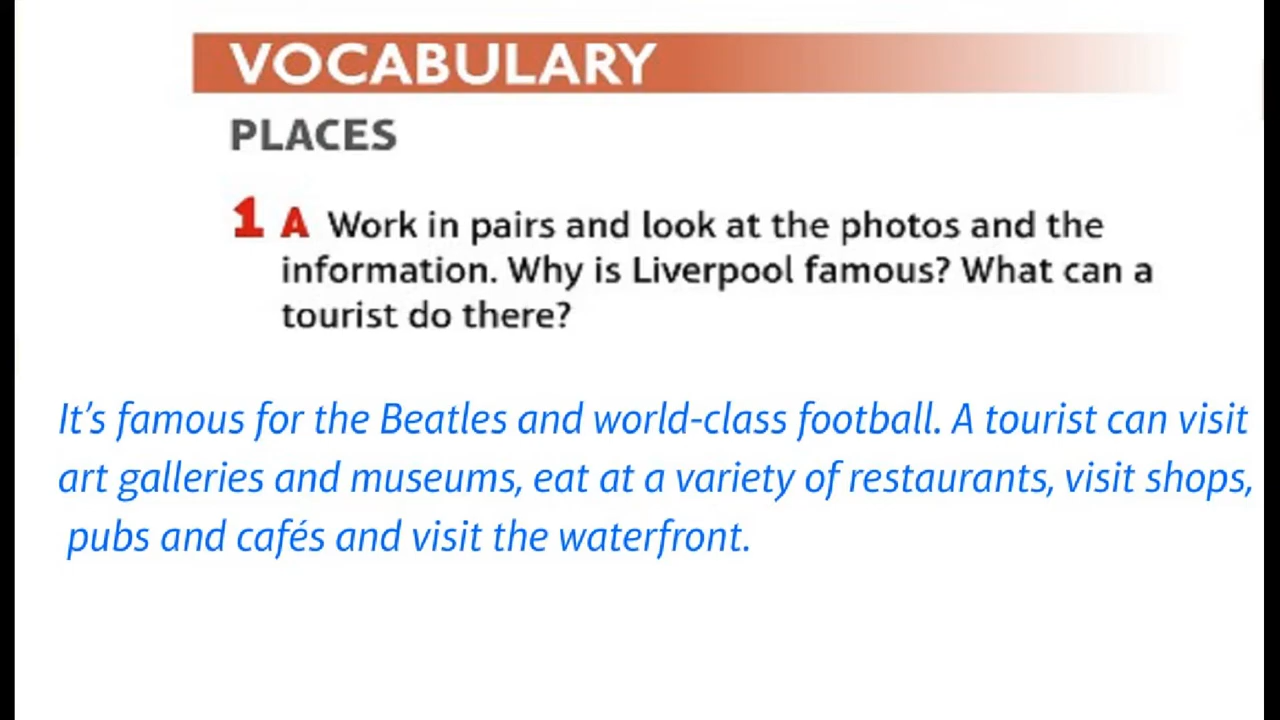 VOCABULARY
PLACES
1 A Work in pairs and look at the photos and the
information. Why is Liverpool famous? What can a
tourist do there?
It's famous for the Beatles and world-class football. A tourist can visit
art galleries and museums, eat at a variety of restaurants, visit shops,
pubs and cafés and visit the waterfront.